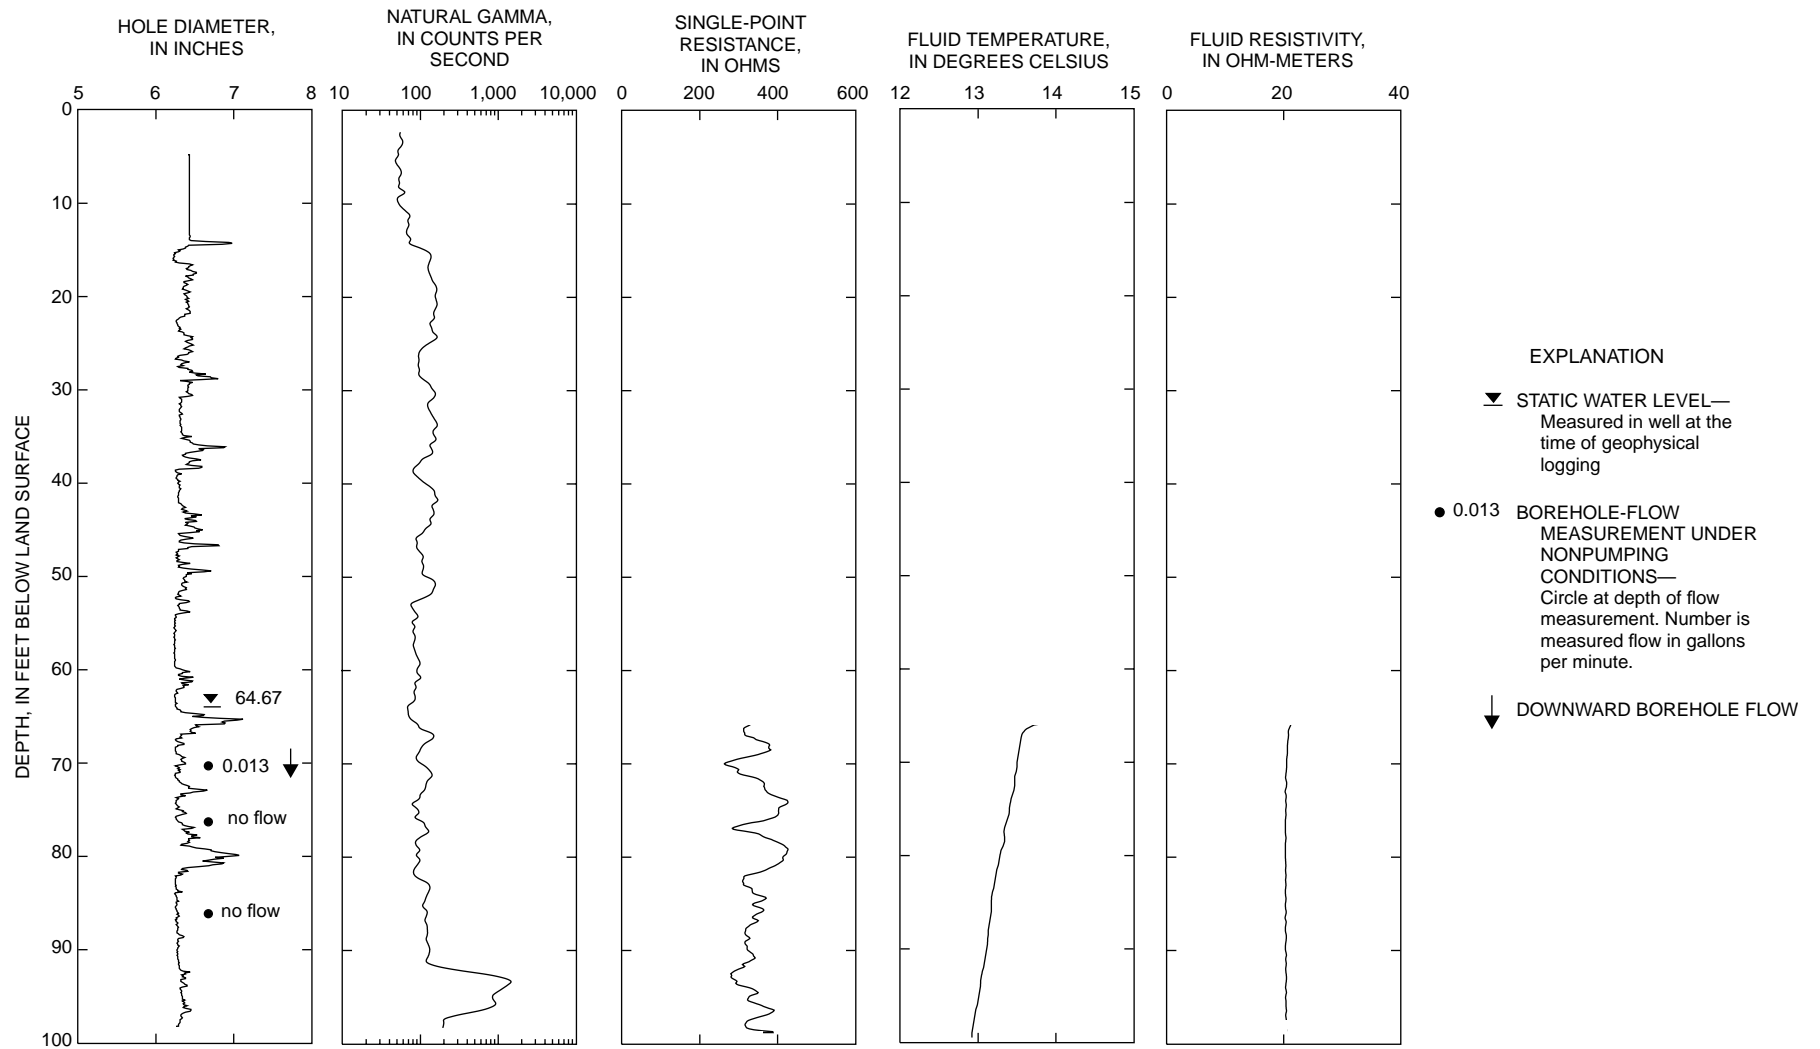 HOLE DIAMETER,
IN INCHES
NATURAL GAMMA,
IN COUNTS PER
SECOND
SINGLE-POINT
RESISTANCE,
IN OHMS
FLUID TEMPERATURE,
IN DEGREES CELSIUS
FLUID RESISTIVITY,
IN OHM-METERS
5 6 7 8
10 100 1,000 10,000
0 200 400 600
12 13 14 15
0 20 40
DEPTH, IN FEET BELOW LAND SURFACE
0
10
20
30
40
50
60
70
80
90
100
64.67
0.013
no flow
no flow
EXPLANATION
STATIC WATER LEVEL—
Measured in well at the
time of geophysical
logging
0.013 BOREHOLE-FLOW
MEASUREMENT UNDER
NONPUMPING
CONDITIONS—
Circle at depth of flow
measurement. Number is
measured flow in gallons
per minute.
DOWNWARD BOREHOLE FLOW